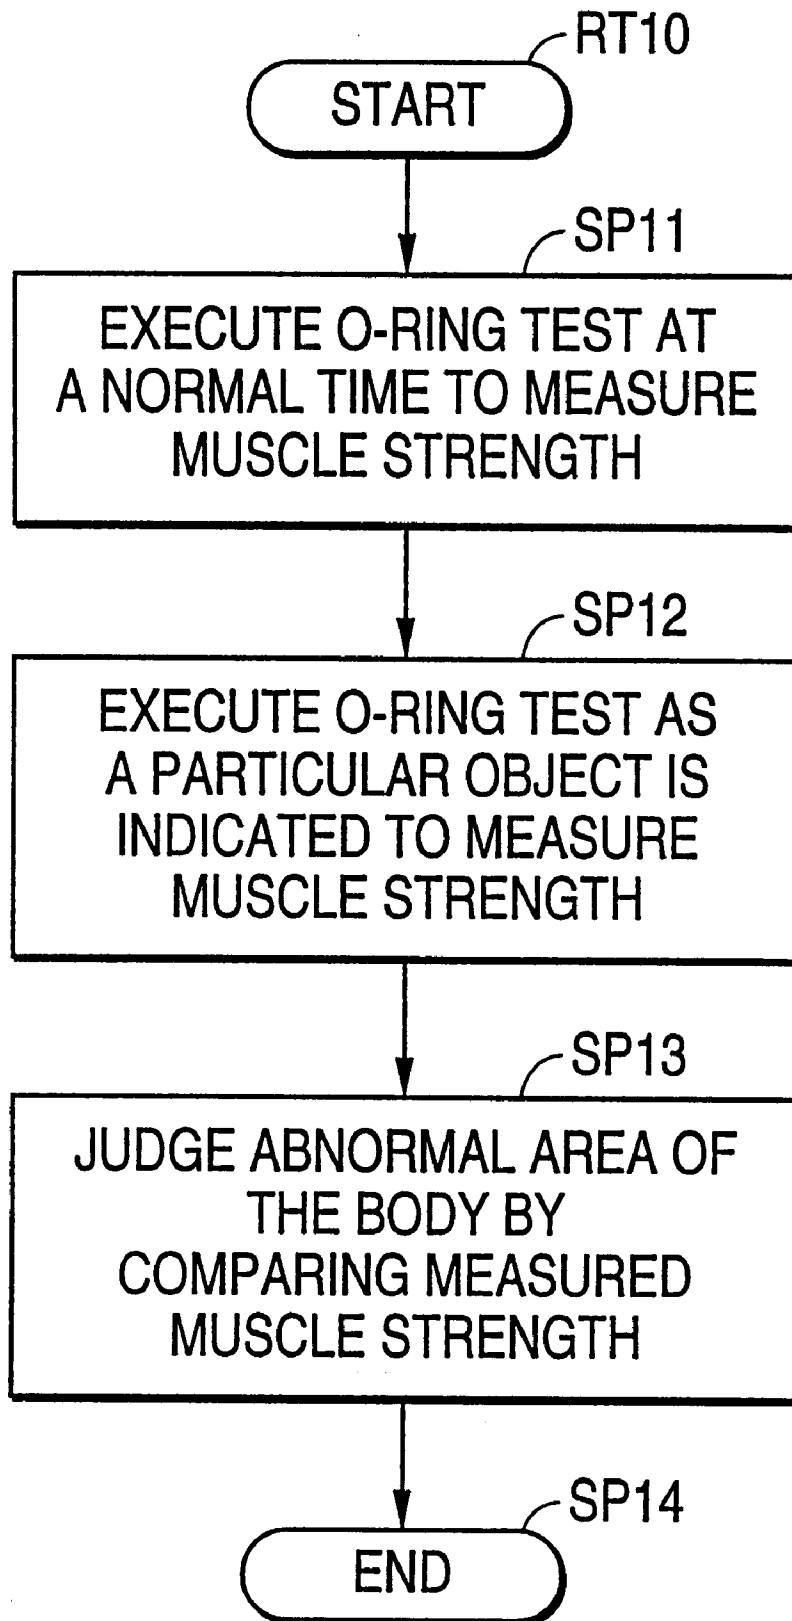 RT10
START
SP11
EXECUTE O-RING TEST AT
A NORMAL TIME TO MEASURE
MUSCLE STRENGTH
SP12
EXECUTE O-RING TEST AS
A PARTICULAR OBJECT IS
INDICATED TO MEASURE
MUSCLE STRENGTH
SP13
JUDGE ABNORMAL AREA OF
THE BODY BY
COMPARING MEASURED
MUSCLE STRENGTH
SP14
END